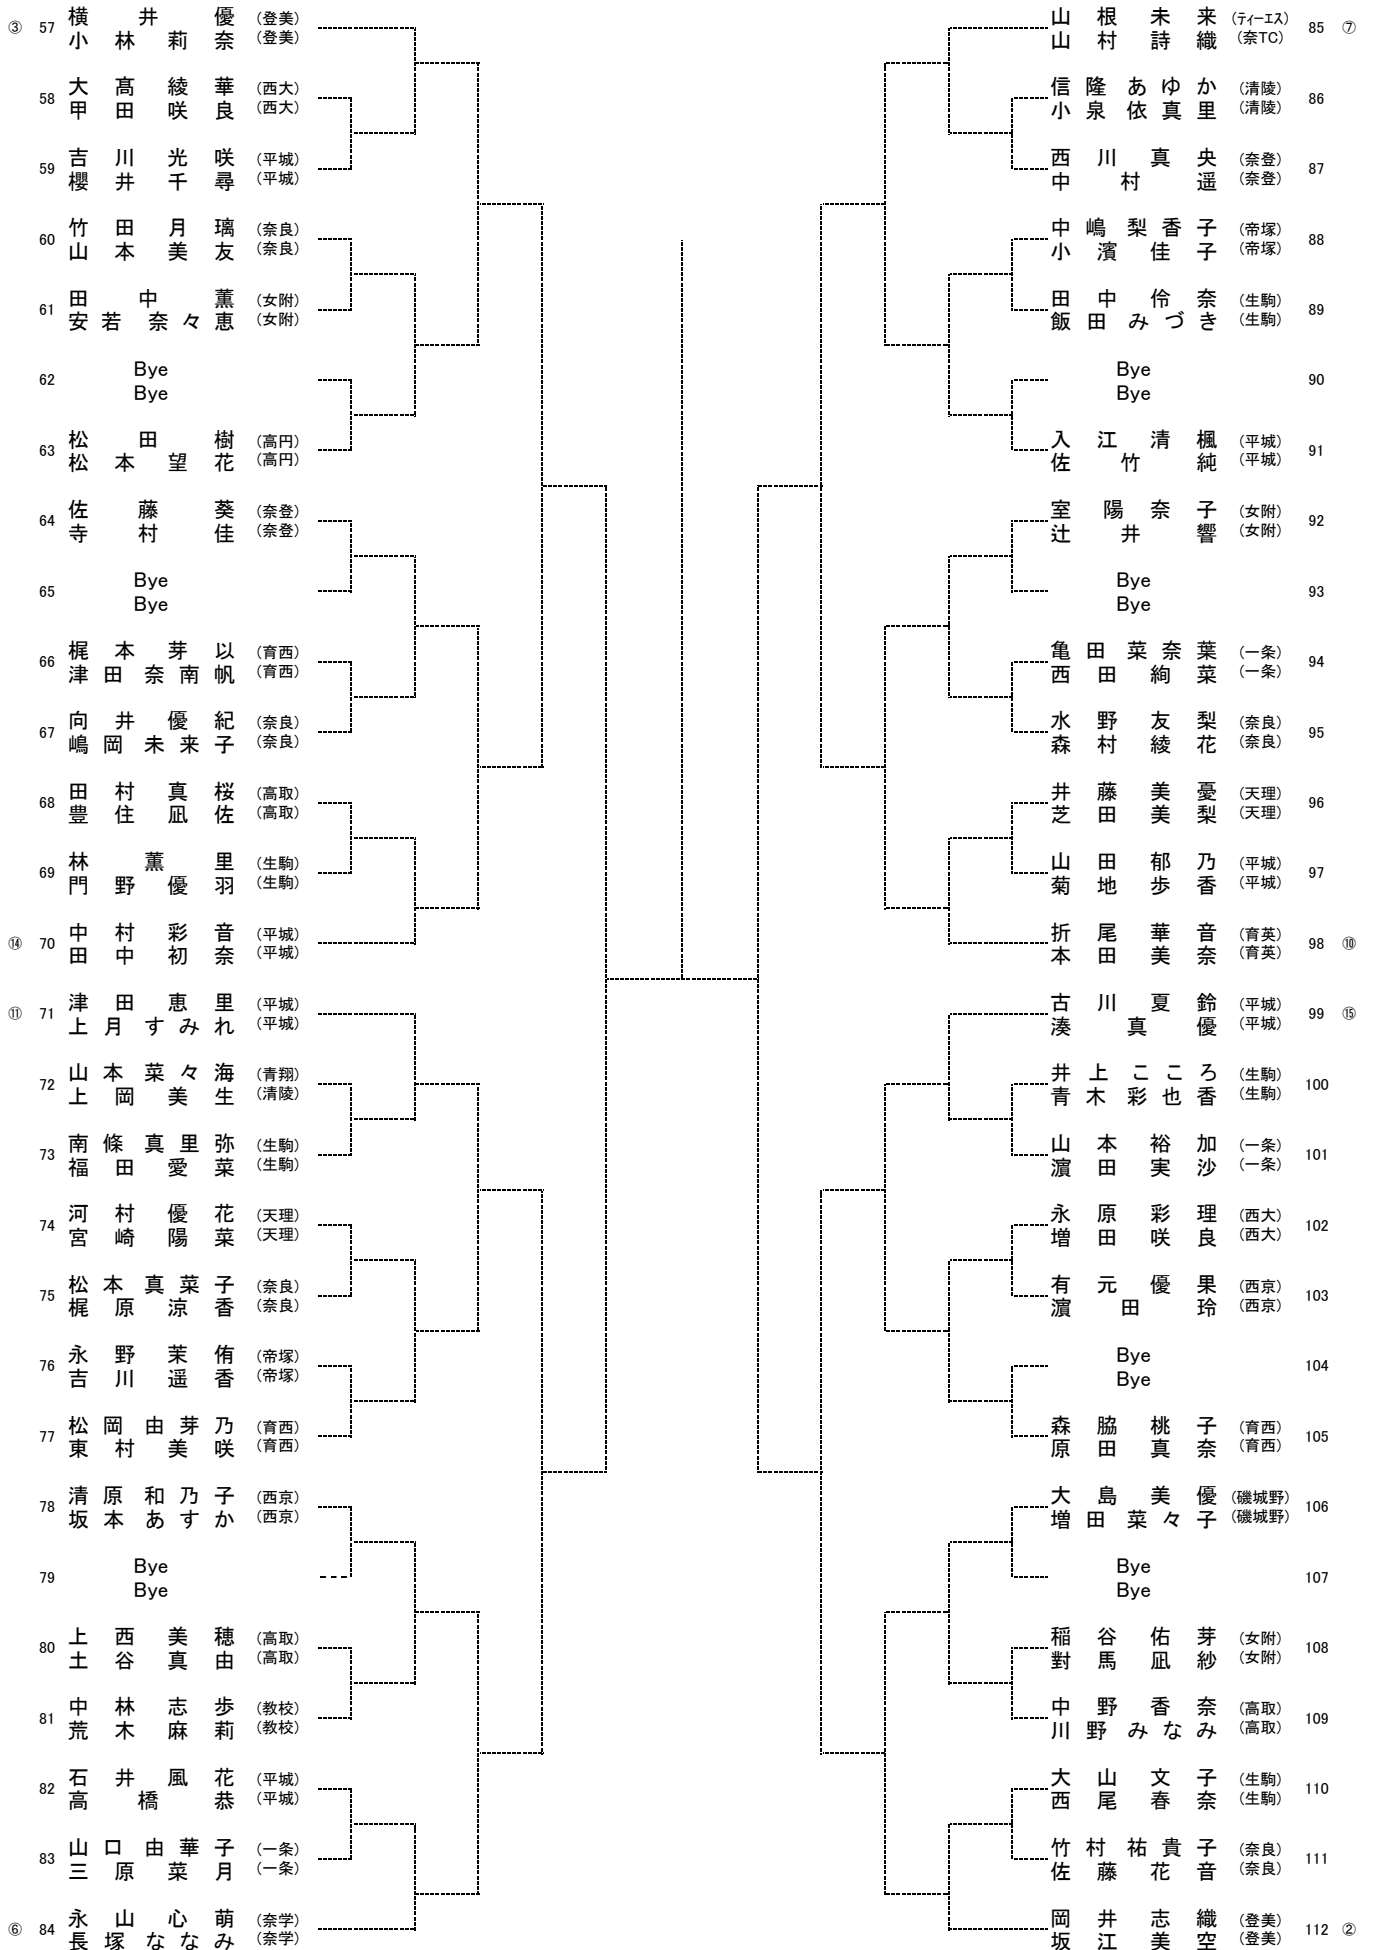 ③ 57 横井優 (登美)
小林莉奈 (登美)
58 大髙綾華 (西大)
甲田咲良 (西大)
59 吉川光咲 (平城)
櫻井千尋 (平城)
60 竹田月璃 (奈良)
山本美友 (奈良)
61 田中薫 (女附)
安若奈々恵 (女附)
62 Bye
Bye
63 松田樹 (高円)
松本望花 (高円)
64 佐藤葵 (奈登)
寺村佳 (奈登)
65 Bye
Bye
66 梶本芽以 (育西)
津田奈南帆 (育西)
67 向井優紀 (奈良)
嶋岡未来子 (奈良)
68 田村真桜 (高取)
豊住凪佐 (高取)
69 林薫里 (生駒)
門野優羽 (生駒)
⑭ 70 中村彩音 (平城)
田中初奈 (平城)
⑪ 71 津田恵里 (平城)
上月すみれ (平城)
72 山本菜々海 (青翔)
上岡美生 (清陵)
73 南條真里弥 (生駒)
福田愛菜 (生駒)
74 河村優花 (天理)
宮崎陽菜 (天理)
75 松本真菜子 (奈良)
梶原涼香 (奈良)
76 永野茉侑 (帝塚)
吉川遥香 (帝塚)
77 松岡由芽乃 (育西)
東村美咲 (育西)
78 清原和乃子 (西京)
坂本あすか (西京)
79 Bye
Bye
80 上西美穂 (高取)
土谷真由 (高取)
81 中林志歩 (教校)
荒木麻莉 (教校)
82 石井風花 (平城)
高橋恭 (平城)
83 山口由華子 (一条)
三原菜月 (一条)
⑥ 84 永山心萌 (奈学)
長塚ななみ (奈学)
山根未来 (ティーエス) 85 ⑦
山村詩織 (奈TC)
信隆あゆか (清陵) 86
小泉依真里 (清陵)
西川真央 (奈登) 87
中村遥 (奈登)
中嶋梨香子 (帝塚) 88
小濱佳子 (帝塚)
田中伶奈 (生駒) 89
飯田みづき (生駒)
Bye 90
Bye
入江清楓 (平城) 91
佐竹純 (平城)
室陽奈子 (女附) 92
辻井響 (女附)
Bye 93
Bye
亀田菜奈葉 (一条) 94
西田絢菜 (一条)
水野友梨 (奈良) 95
森村綾花 (奈良)
井藤美憂 (天理) 96
芝田美梨 (天理)
山田郁乃 (平城) 97
菊地歩香 (平城)
折尾華音 (育英) 98 ⑩
本田美奈 (育英)
古川夏鈴 (平城) 99 ⑮
湊真優 (平城)
井上こころ (生駒) 100
青木彩也香 (生駒)
山本裕加 (一条) 101
濵田実沙 (一条)
永原彩理 (西大) 102
増田咲良 (西大)
有元優果 (西京) 103
濵田玲 (西京)
Bye 104
Bye
森脇桃子 (育西) 105
原田真奈 (育西)
大島美優 (磯城野) 106
増田菜々子 (磯城野)
Bye 107
Bye
稲谷佑芽 (女附) 108
對馬凪紗 (女附)
中野香奈 (高取) 109
川野みなみ (高取)
大山文子 (生駒) 110
西尾春奈 (生駒)
竹村祐貴子 (奈良) 111
佐藤花音 (奈良)
岡井志織 (登美) 112 ②
坂江美空 (登美)